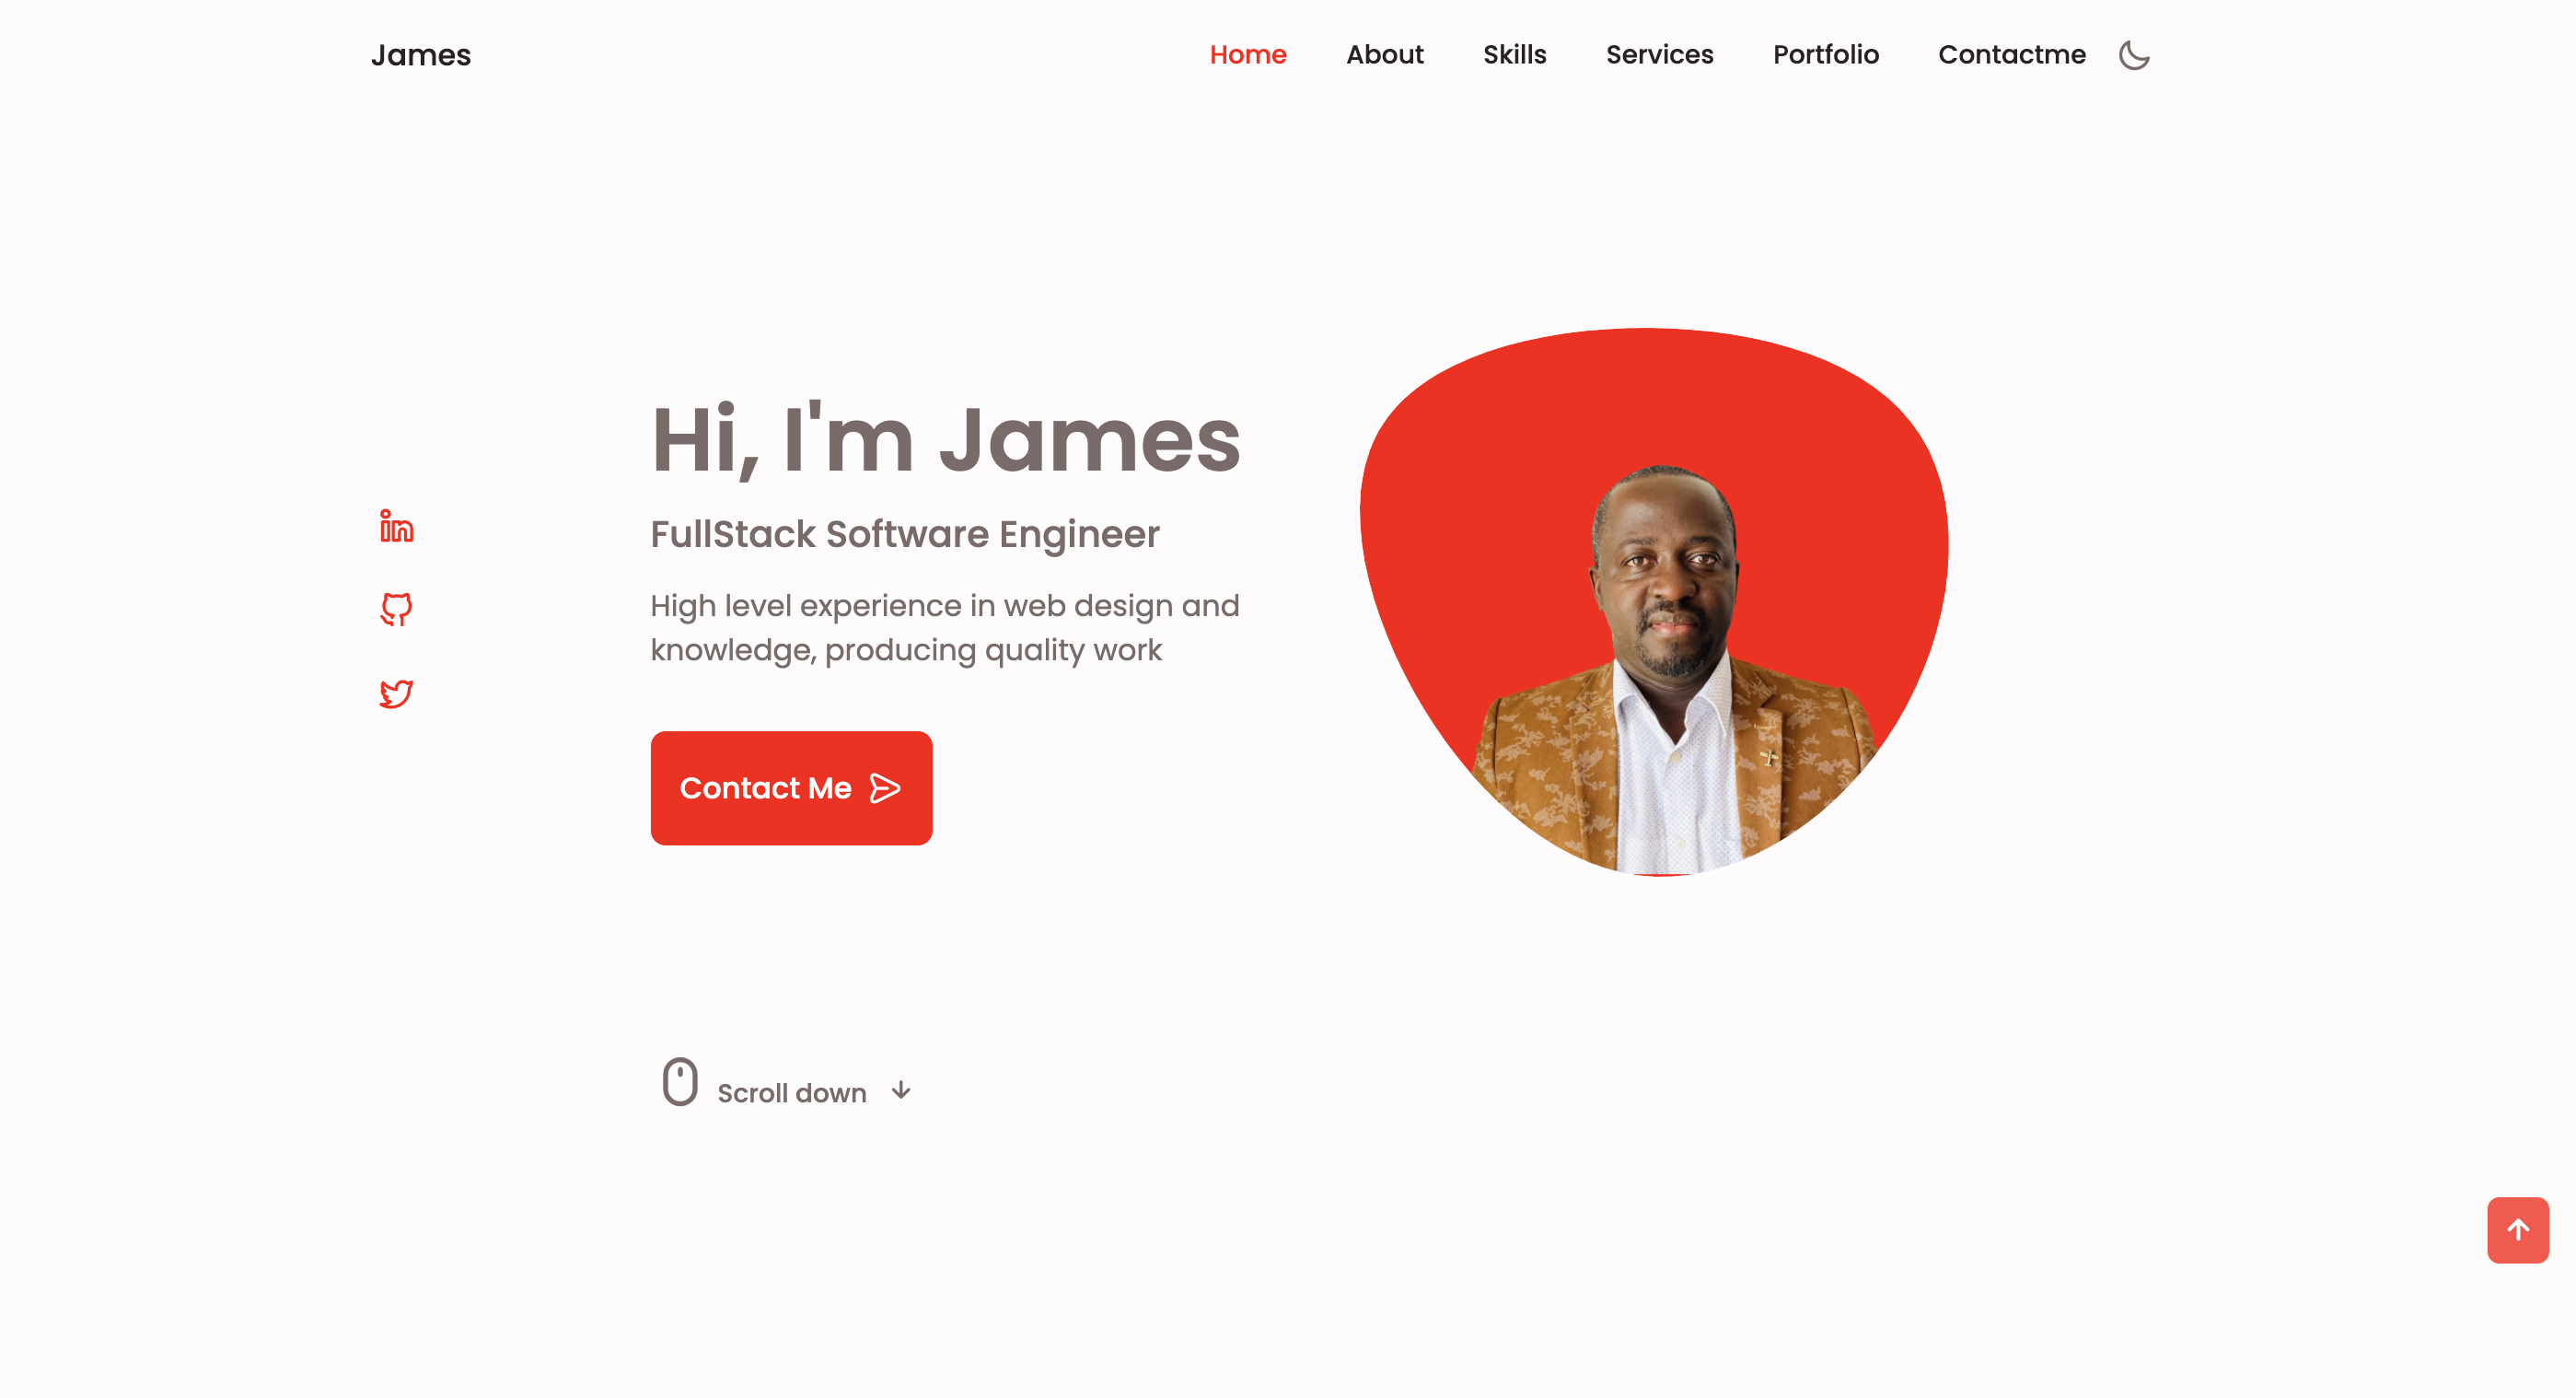 James
Home
About
Skills
Services
Portfolio
Contactme
Hi, I'm James
FullStack Software Engineer
High level experience in web design and
knowledge, producing quality work
Contact Me
Scroll down